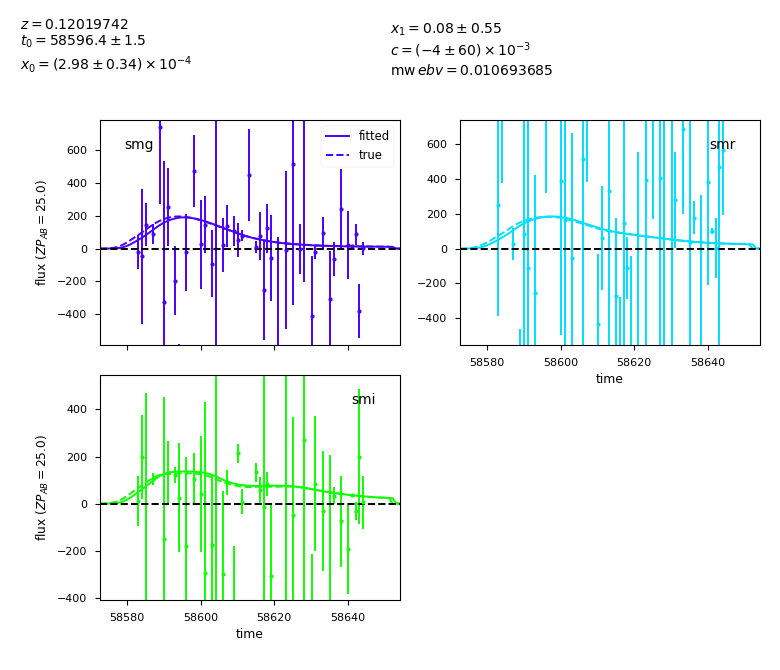 z = 0.12019742
t₀ = 58596.4 ± 1.5
x₀ = (2.98 ± 0.34) × 10⁻⁴
x₁ = 0.08 ± 0.55
c = (−4 ± 60) × 10⁻³
mw ebv = 0.010693685
smg
fitted
true
600
400
200
0
−200
−400
flux (ZP_AB = 25.0)
smr
600
400
200
0
−200
−400
58580 58600 58620 58640
time
smi
400
200
0
−200
−400
flux (ZP_AB = 25.0)
58580 58600 58620 58640
time